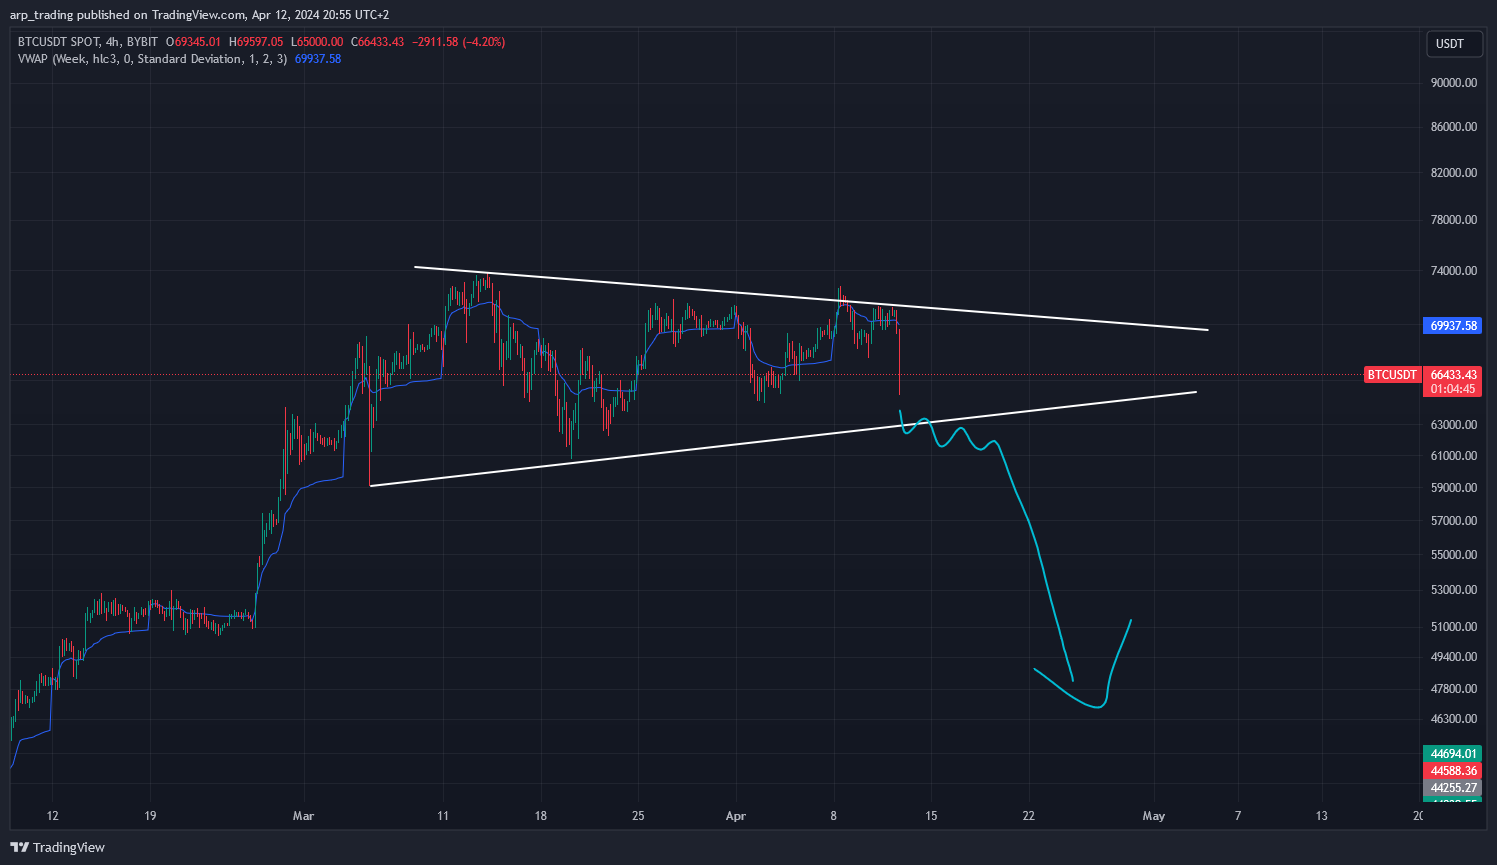 arp_trading published on TradingView.com, Apr 12, 2024 20:55 UTC+2
BTCUSDT SPOT, 4h, BYBIT O69345.01 H69597.05 L65000.00 C66433.43 −2911.58 (−4.20%)
VWAP (Week, hlc3, 0, Standard Deviation, 1, 2, 3) 69937.58
USDT
90000.00
86000.00
82000.00
78000.00
74000.00
69937.58
BTCUSDT 66433.43
01:04:45
63000.00
61000.00
59000.00
57000.00
55000.00
53000.00
51000.00
49400.00
47800.00
46300.00
44694.01
44588.36
44255.27
12 19 Mar 11 18 25 Apr 8 15 22 May 7 13
TradingView